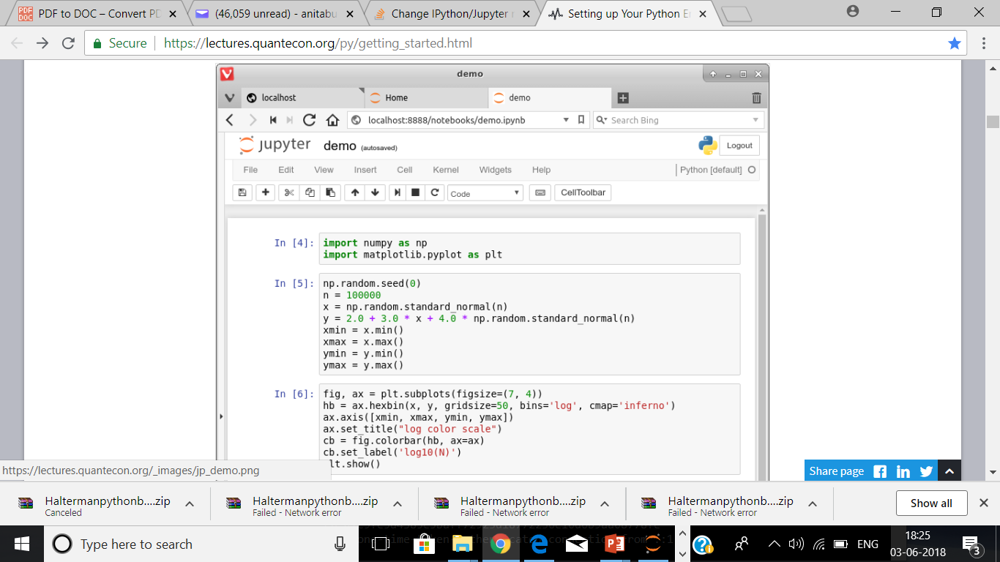 PDF to DOC – Convert PD
(46,059 unread) - anitabu
Change IPython/Jupyter
Setting up Your Python E
Secure
https://lectures.quantecon.org/py/getting_started.html
demo
localhost
Home
demo
localhost:8888/notebooks/demo.ipynb
Search Bing
jupyter demo (autosaved)
Logout
File Edit View Insert Cell Kernel Widgets Help
Python [default]
Code
CellToolbar
In [4]: import numpy as np
import matplotlib.pyplot as plt
In [5]: np.random.seed(0)
n = 100000
x = np.random.standard_normal(n)
y = 2.0 + 3.0 * x + 4.0 * np.random.standard_normal(n)
xmin = x.min()
xmax = x.max()
ymin = y.min()
ymax = y.max()
In [6]: fig, ax = plt.subplots(figsize=(7, 4))
hb = ax.hexbin(x, y, gridsize=50, bins='log', cmap='inferno')
ax.axis([xmin, xmax, ymin, ymax])
ax.set_title("log color scale")
cb = fig.colorbar(hb, ax=ax)
cb.set_label('log10(N)')
lt.show()
https://lectures.quantecon.org/_images/jp_demo.png
Share page
Haltermanpythonb....zip
Canceled
Haltermanpythonb....zip
Failed - Network error
Haltermanpythonb....zip
Failed - Network error
Haltermanpythonb....zip
Failed - Network error
Show all
Type here to search
ENG
18:25
03-06-2018
3